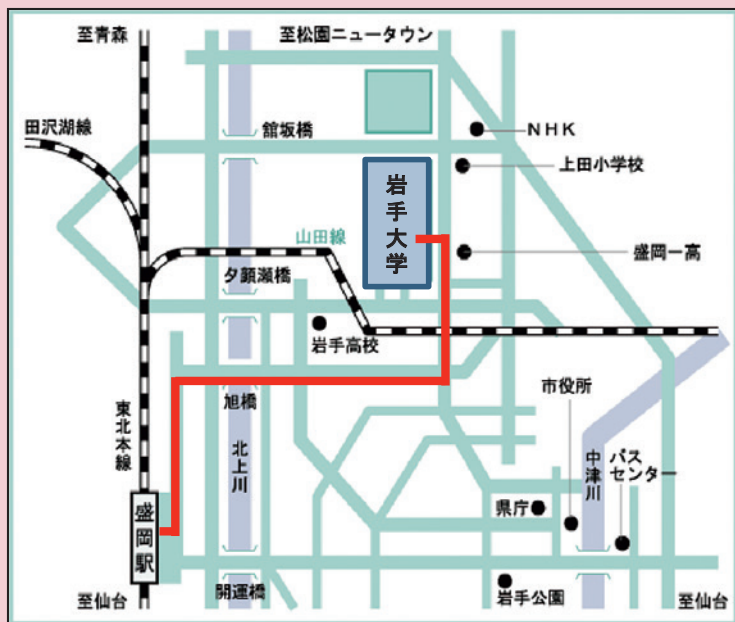 至青森
至松園ニュータウン
田沢湖線
舘坂橋
NHK
上田小学校
岩手大学
山田線
盛岡一高
夕顔瀬橋
岩手高校
旭橋
市役所
東北本線
北上川
中津川
バス
センター
盛岡駅
県庁
開運橋
岩手公園
至仙台
至仙台